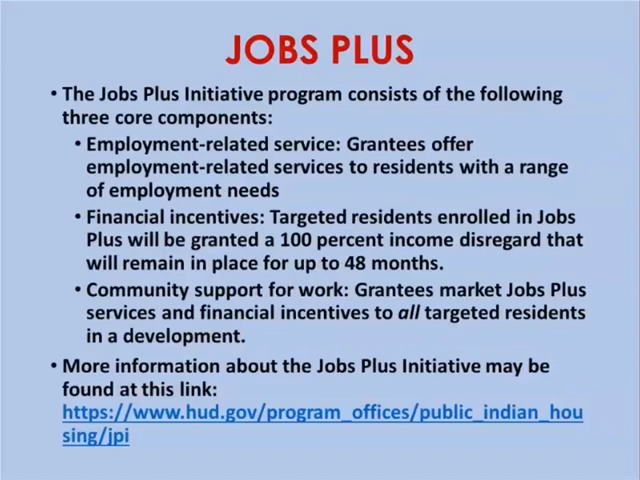 JOBS PLUS
• The Jobs Plus Initiative program consists of the following
three core components:
• Employment-related service: Grantees offer
employment-related services to residents with a range
of employment needs
• Financial incentives: Targeted residents enrolled in Jobs
Plus will be granted a 100 percent income disregard that
will remain in place for up to 48 months.
• Community support for work: Grantees market Jobs Plus
services and financial incentives to all targeted residents
in a development.
• More information about the Jobs Plus Initiative may be
found at this link:
https://www.hud.gov/program_offices/public_indian_hou
sing/jpi